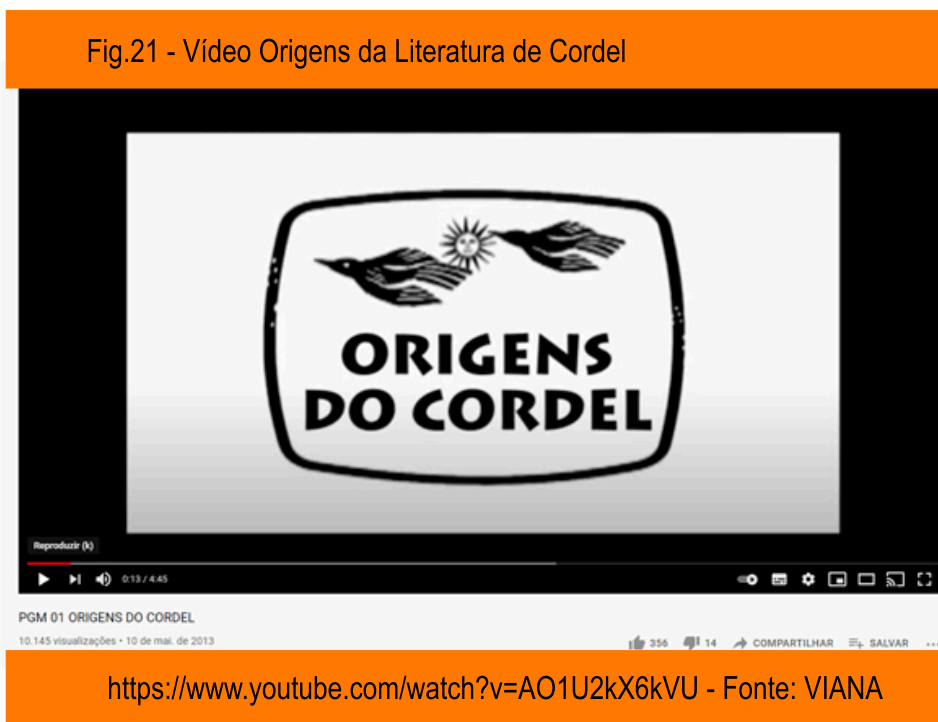 Fig.21 - Vídeo Origens da Literatura de Cordel
ORIGENS
DO CORDEL
Reproduzir (k)
0:13 / 4:45
PGM 01 ORIGENS DO CORDEL
10.145 visualizações • 10 de mai. de 2013
356 14 COMPARTILHAR SALVAR
https://www.youtube.com/watch?v=AO1U2kX6kVU - Fonte: VIANA